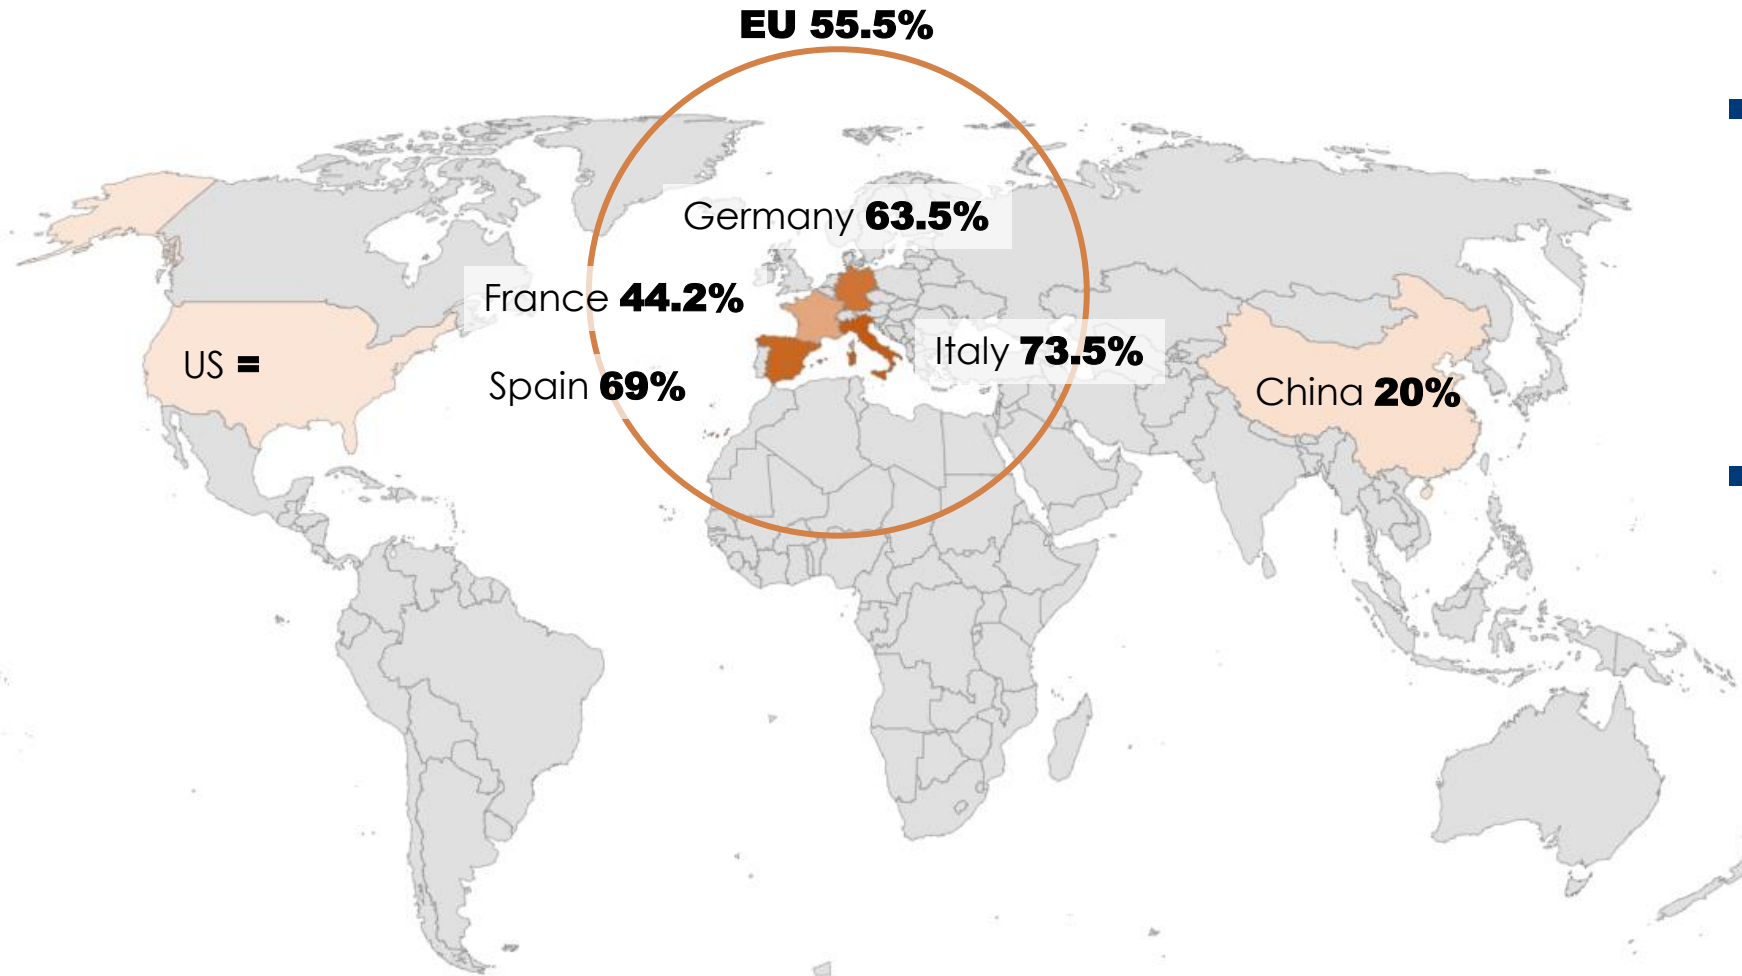 EU 55.5%
Germany 63.5%
France 44.2%
Italy 73.5%
US =
Spain 69%
China 20%